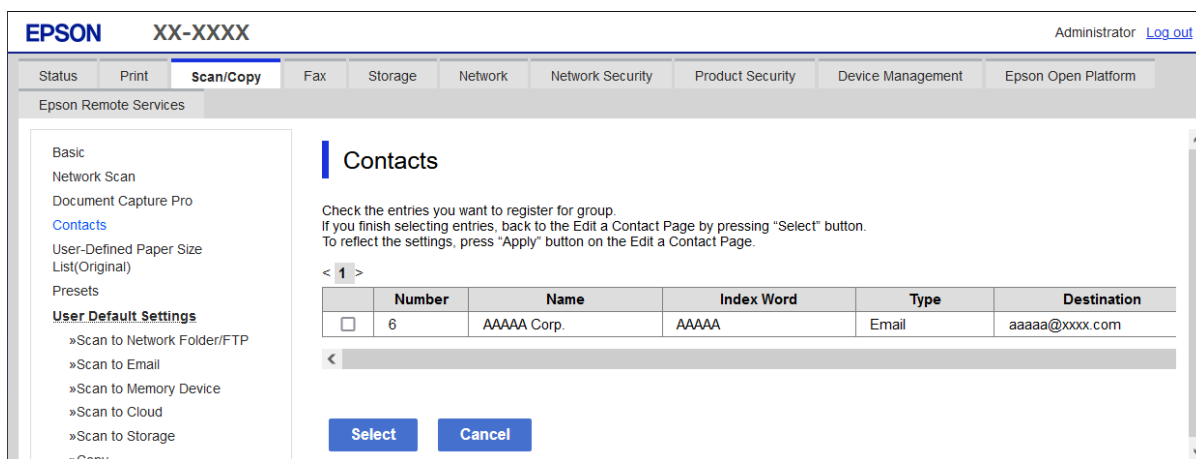 EPSON XX-XXXX Administrator Log out
Status Print Scan/Copy Fax Storage Network Network Security Product Security Device Management Epson Open Platform
Epson Remote Services
Basic
Network Scan
Document Capture Pro
Contacts
User-Defined Paper Size
List(Original)
Presets
User Default Settings
»Scan to Network Folder/FTP
»Scan to Email
»Scan to Memory Device
»Scan to Cloud
»Scan to Storage
»Copy
Contacts
Check the entries you want to register for group.
If you finish selecting entries, back to the Edit a Contact Page by pressing “Select” button.
To reflect the settings, press “Apply” button on the Edit a Contact Page.
< 1 >
Number Name Index Word Type Destination
6 AAAAA Corp. AAAAA Email aaaaa@xxxx.com
Select Cancel